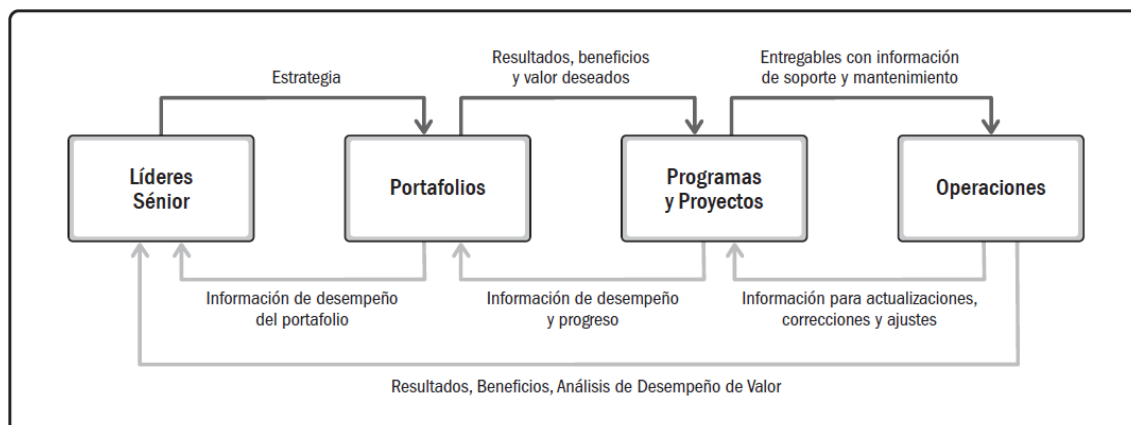 Estrategia
Resultados, beneficios
y valor deseados
Entregables con información
de soporte y mantenimiento
Líderes
Sénior
Portafolios
Programas
y Proyectos
Operaciones
Información de desempeño
del portafolio
Información de desempeño
y progreso
Información para actualizaciones,
correcciones y ajustes
Resultados, Beneficios, Análisis de Desempeño de Valor